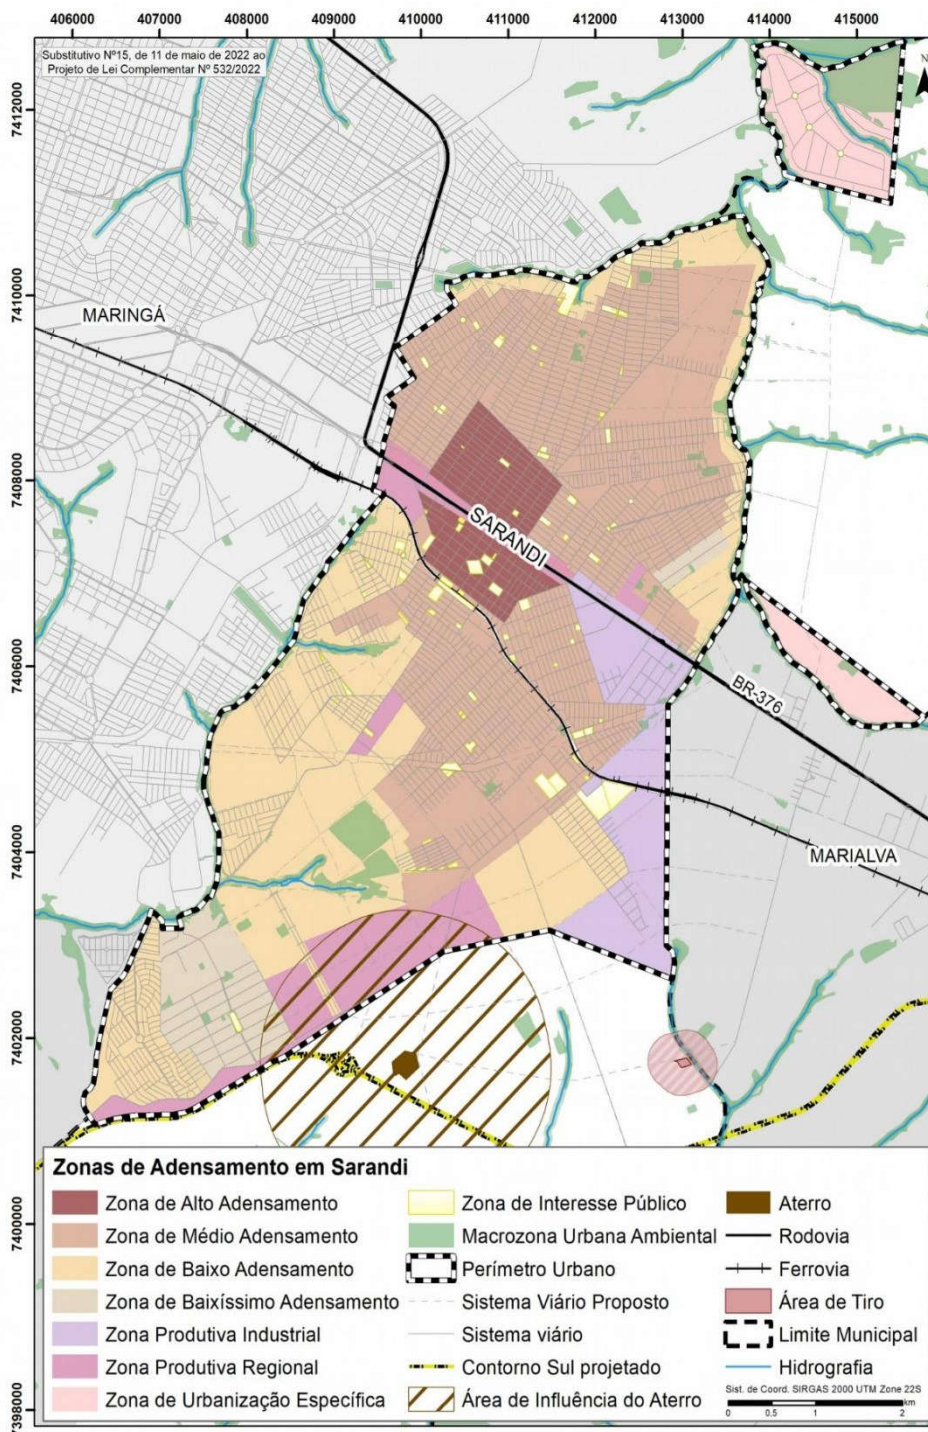 406000 407000 408000 409000 410000 411000 412000 413000 414000 415000
Substitutivo Nº15, de 11 de maio de 2022 ao
Projeto de Lei Complementar Nº 532/2022
N
7412000
7410000
MARINGÁ
7408000
SARANDI
7406000
BR-376
7404000
MARIALVA
7402000
7400000
7398000
Zonas de Adensamento em Sarandi
Zona de Alto Adensamento
Zona de Médio Adensamento
Zona de Baixo Adensamento
Zona de Baixíssimo Adensamento
Zona Produtiva Industrial
Zona Produtiva Regional
Zona de Urbanização Específica
Zona de Interesse Público
Macrozona Urbana Ambiental
Perímetro Urbano
Sistema Viário Proposto
Sistema viário
Contorno Sul projetado
Área de Influência do Aterro
Aterro
Rodovia
Ferrovia
Área de Tiro
Limite Municipal
Hidrografia
Sist. de Coord. SIRGAS 2000 UTM Zone 22S
km
0 0.5 1 2